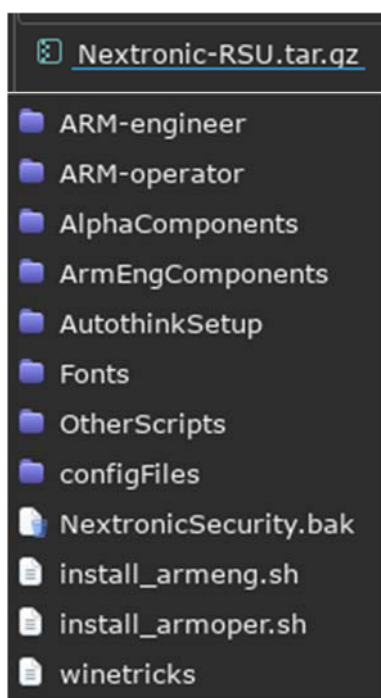 Nextronic-RSU.tar.gz
ARM-engineer
ARM-operator
AlphaComponents
ArmEngComponents
AutothinkSetup
Fonts
OtherScripts
configFiles
NextronicSecurity.bak
install_armeng.sh
install_armoper.sh
winetricks